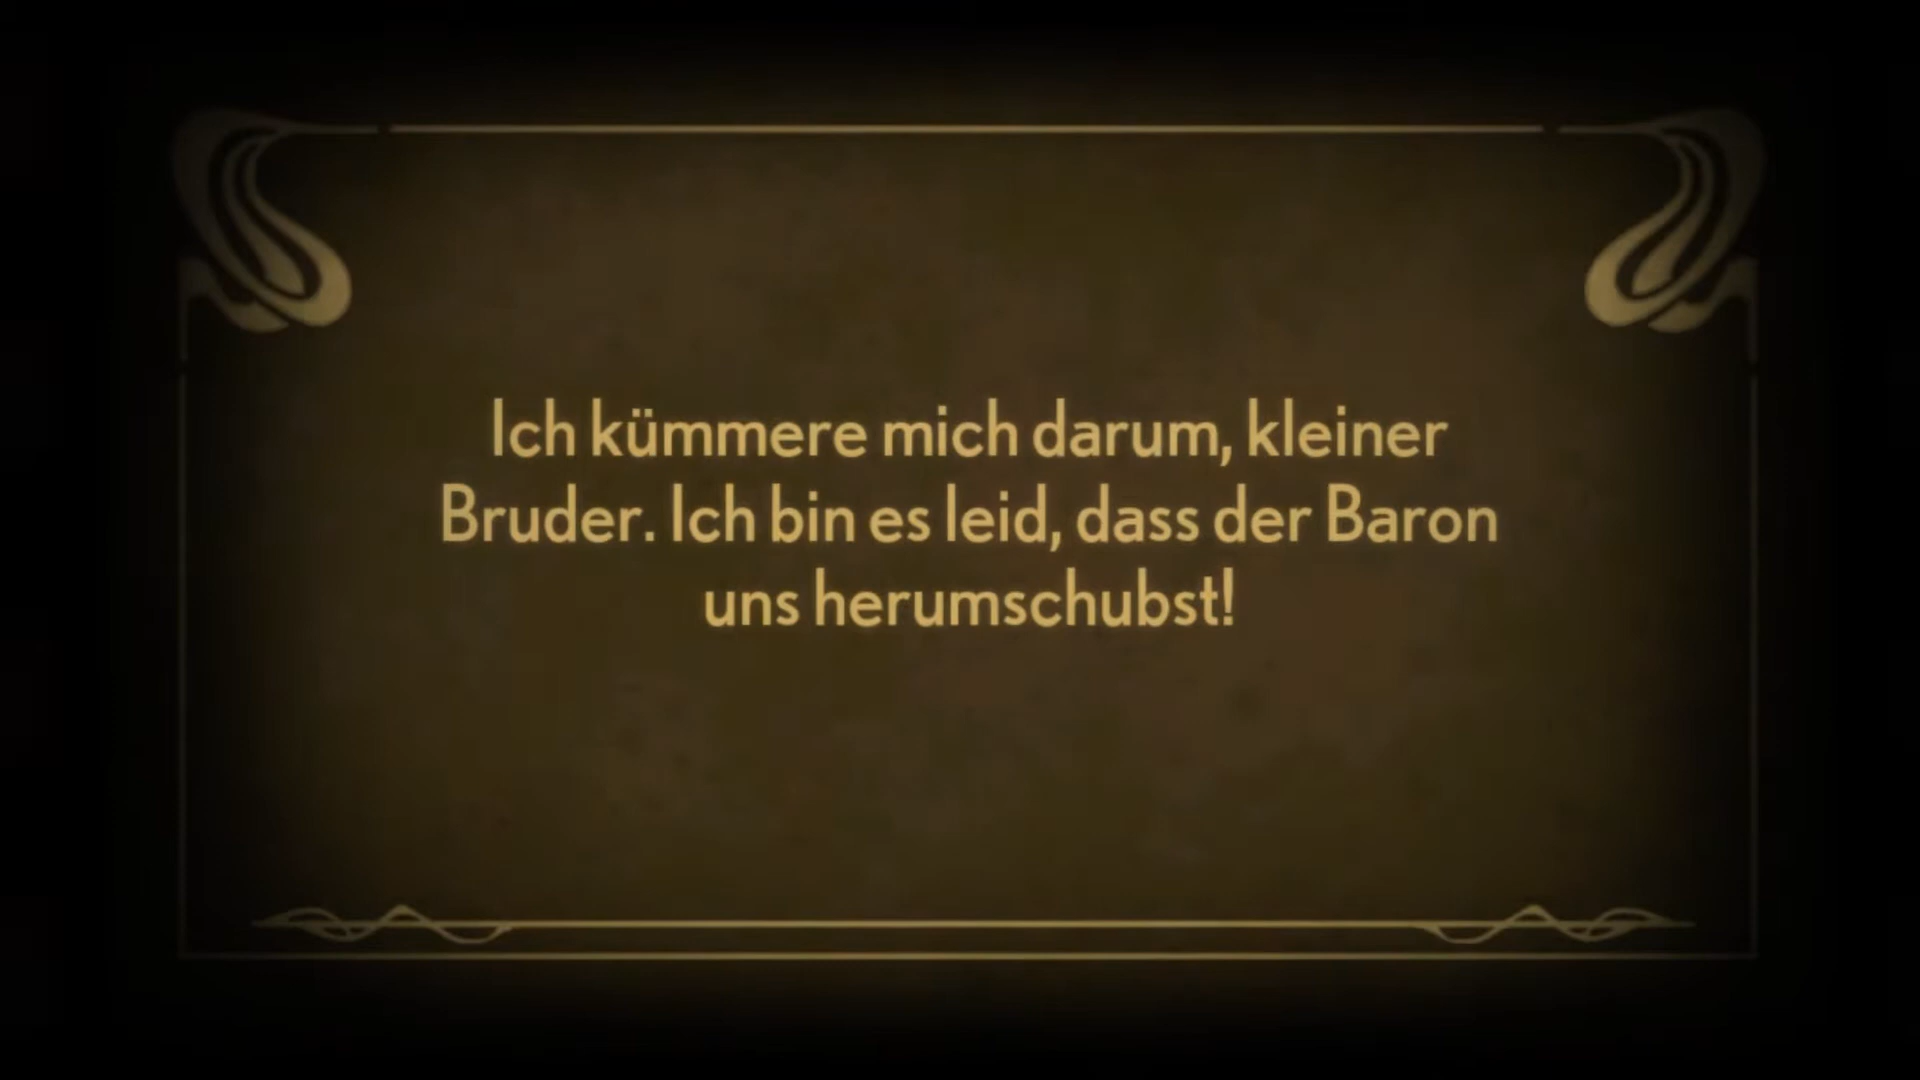 Ich kümmere mich darum, kleiner
Bruder. Ich bin es leid, dass der Baron
uns herumschubst!